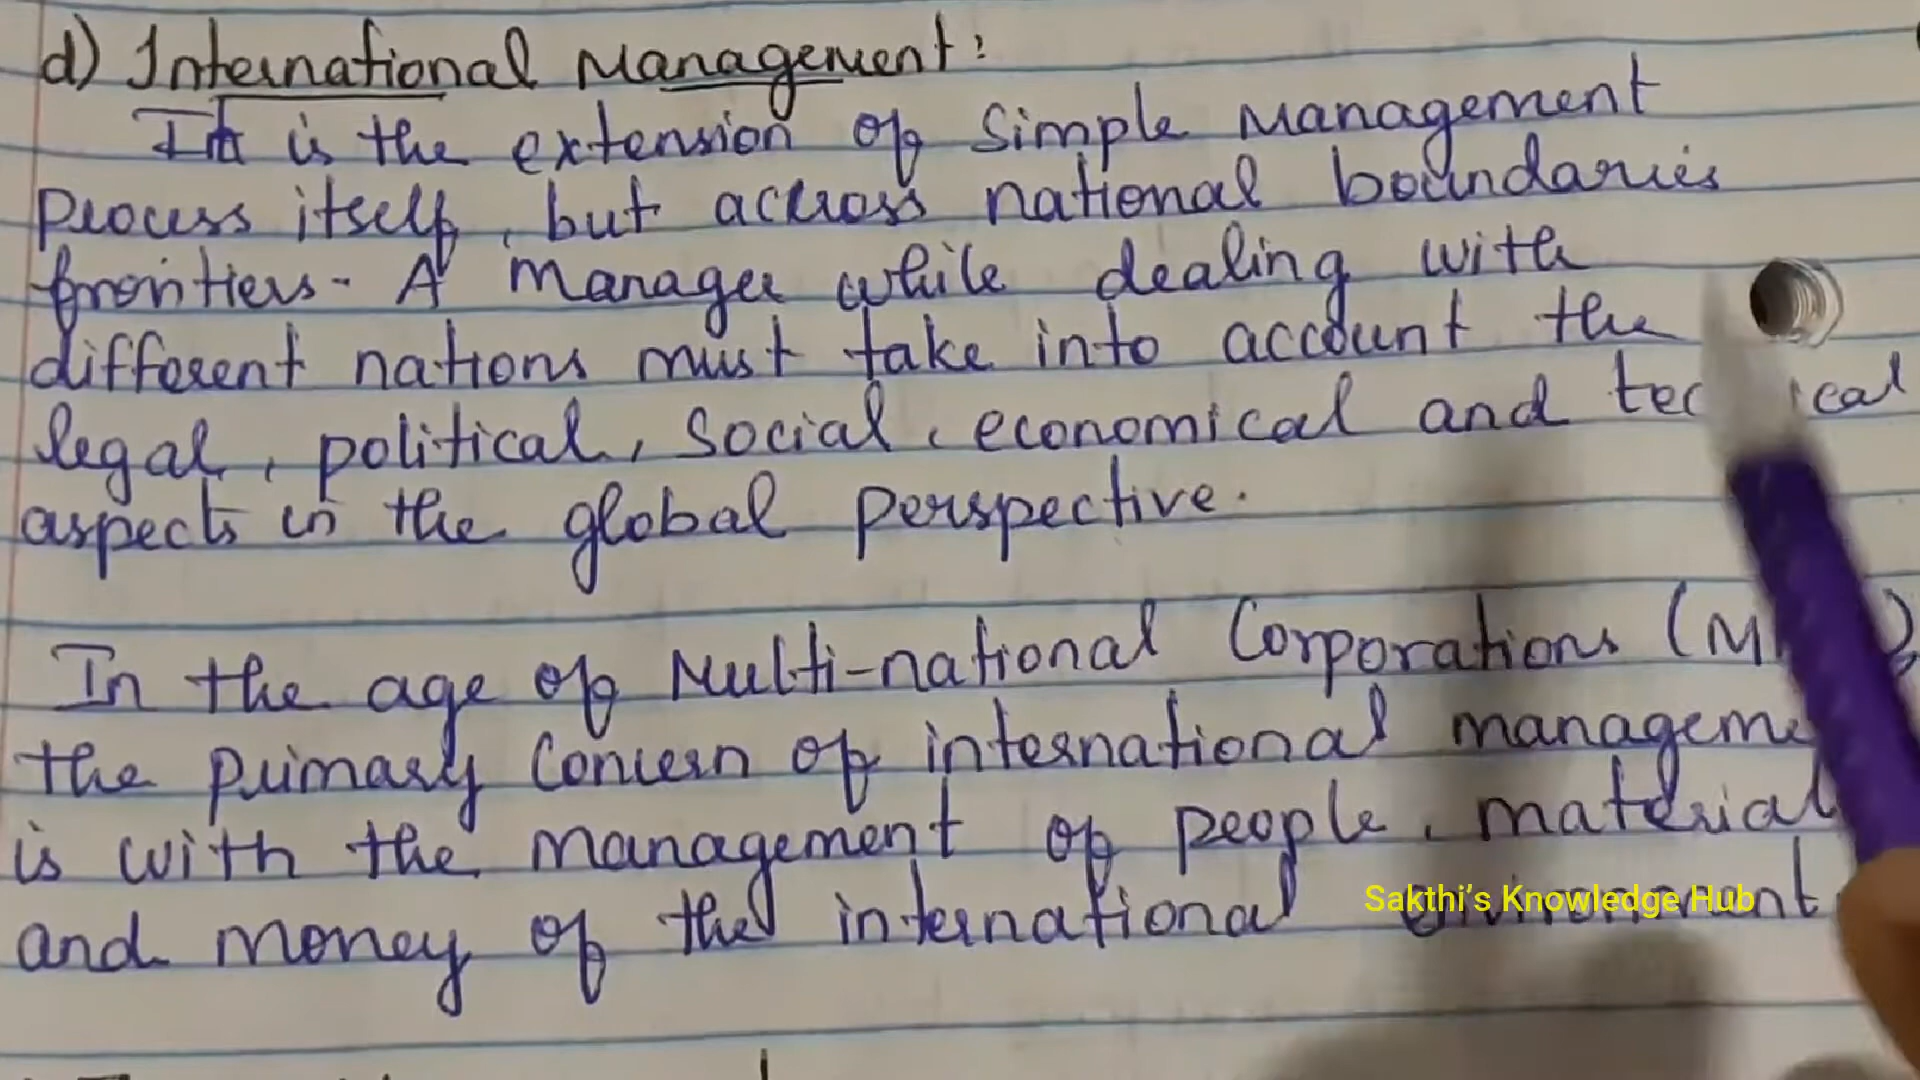 d) International Management:
It is the extension of Simple Management
process itself, but across national boundaries
frontiers. A manager while dealing with
different nations must take into account the
legal, political, social, economical and
aspects in the global perspective.
In the age of Multi-national Corporations
the primary concern of international
is with the management of people, material
and money of the international environment
Sakthi's Knowledge Hub